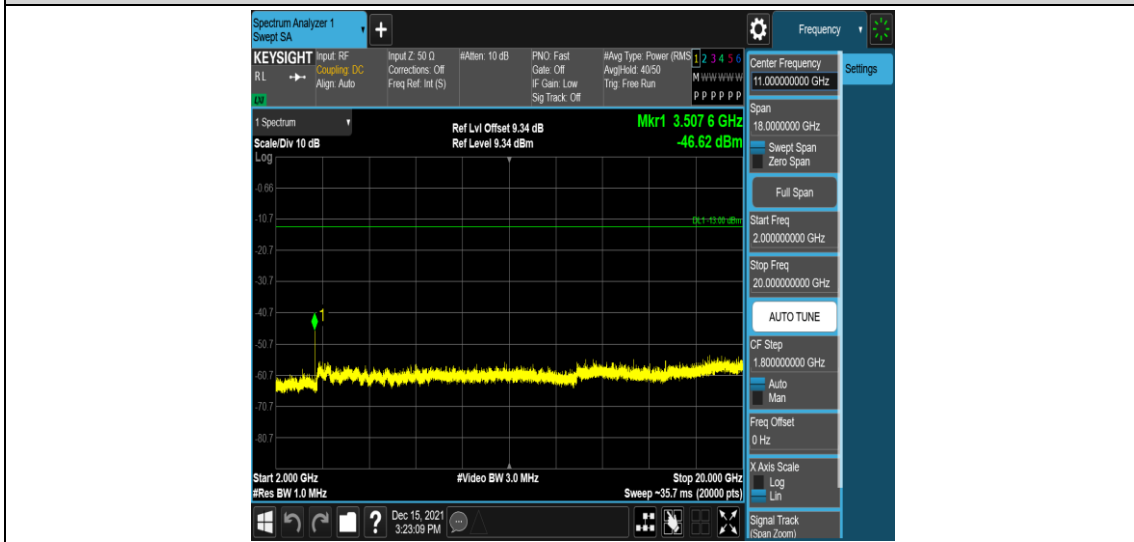 Spectrum Analyzer 1
Swept SA
+
Frequency
KEYSIGHT
RL
Input: RF
Coupling: DC
Align: Auto
Input Z: 50 Ω
Corrections: Off
Freq Ref: Int (S)
#Atten: 10 dB
PNO: Fast
Gate: Off
IF Gain: Low
Sig Track: Off
#Avg Type: Power (RMS
Avg|Hold: 40/50
Trig: Free Run
1 2 3 4 5 6
M W W W W W
P P P P P P
1 Spectrum
Scale/Div 10 dB
Log
Ref Lvl Offset 9.34 dB
Ref Level 9.34 dBm
Mkr1 3.507 6 GHz
-46.62 dBm
-0.66
-10.7
-20.7
-30.7
-40.7
-50.7
-60.7
-70.7
-80.7
DL1 -13.00 dBm
1
Start 2.000 GHz
#Res BW 1.0 MHz
#Video BW 3.0 MHz
Stop 20.000 GHz
Sweep ~35.7 ms (20000 pts)
Center Frequency
11.000000000 GHz
Settings
Span
18.0000000 GHz
Swept Span
Zero Span
Full Span
Start Freq
2.000000000 GHz
Stop Freq
20.000000000 GHz
AUTO TUNE
CF Step
1.800000000 GHz
Auto
Man
Freq Offset
0 Hz
X Axis Scale
Log
Lin
Signal Track
(Span Zoom)
?
Dec 15, 2021
3:23:09 PM